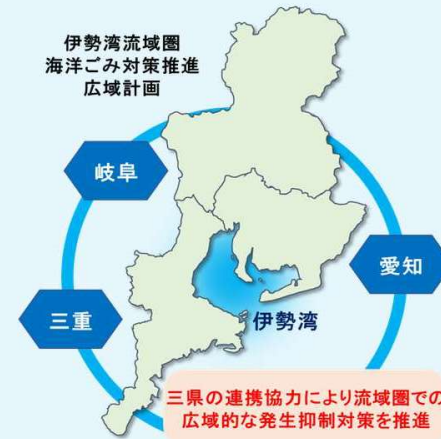 伊勢湾流域圏
海洋ごみ対策推進
広域計画
岐阜
愛知
三重
伊勢湾
三県の連携協力により流域圏での
広域的な発生抑制対策を推進